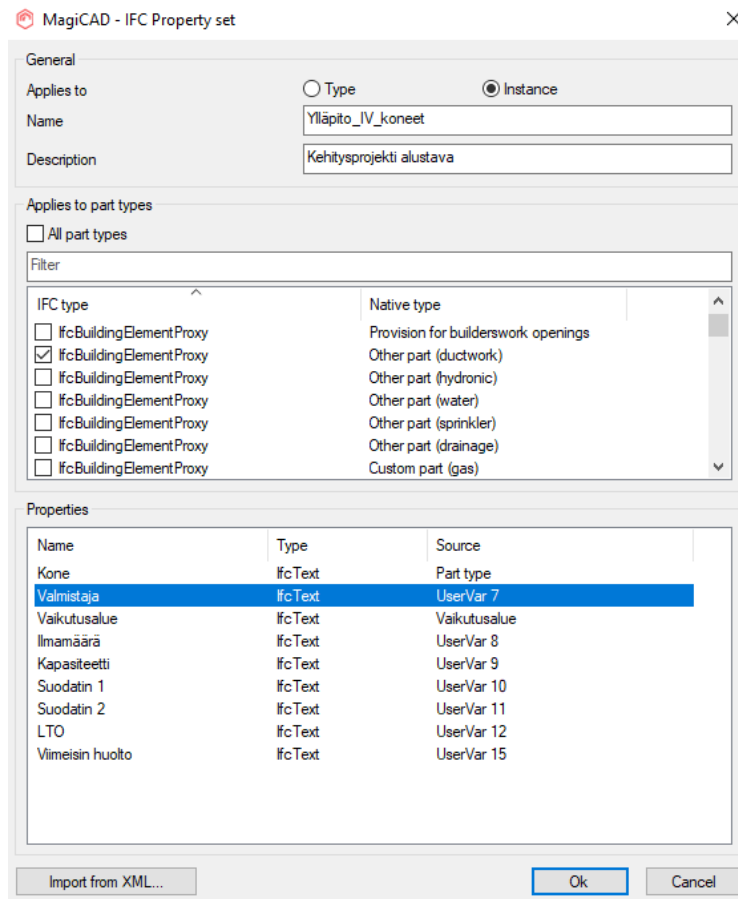 MagiCAD - IFC Property set
General
Applies to Type Instance
Name Ylläpito_IV_koneet
Description Kehitysprojekti alustava
Applies to part types
All part types
Filter
IFC type Native type
IfcBuildingElementProxy Provision for builderswork openings
IfcBuildingElementProxy Other part (ductwork)
IfcBuildingElementProxy Other part (hydronic)
IfcBuildingElementProxy Other part (water)
IfcBuildingElementProxy Other part (sprinkler)
IfcBuildingElementProxy Other part (drainage)
IfcBuildingElementProxy Custom part (gas)
Properties
Name Type Source
Kone IfcText Part type
Valmistaja IfcText UserVar 7
Vaikutusalue IfcText Vaikutusalue
Ilmamäärä IfcText UserVar 8
Kapasiteetti IfcText UserVar 9
Suodatin 1 IfcText UserVar 10
Suodatin 2 IfcText UserVar 11
LTO IfcText UserVar 12
Viimeisin huolto IfcText UserVar 15
Import from XML... Ok Cancel